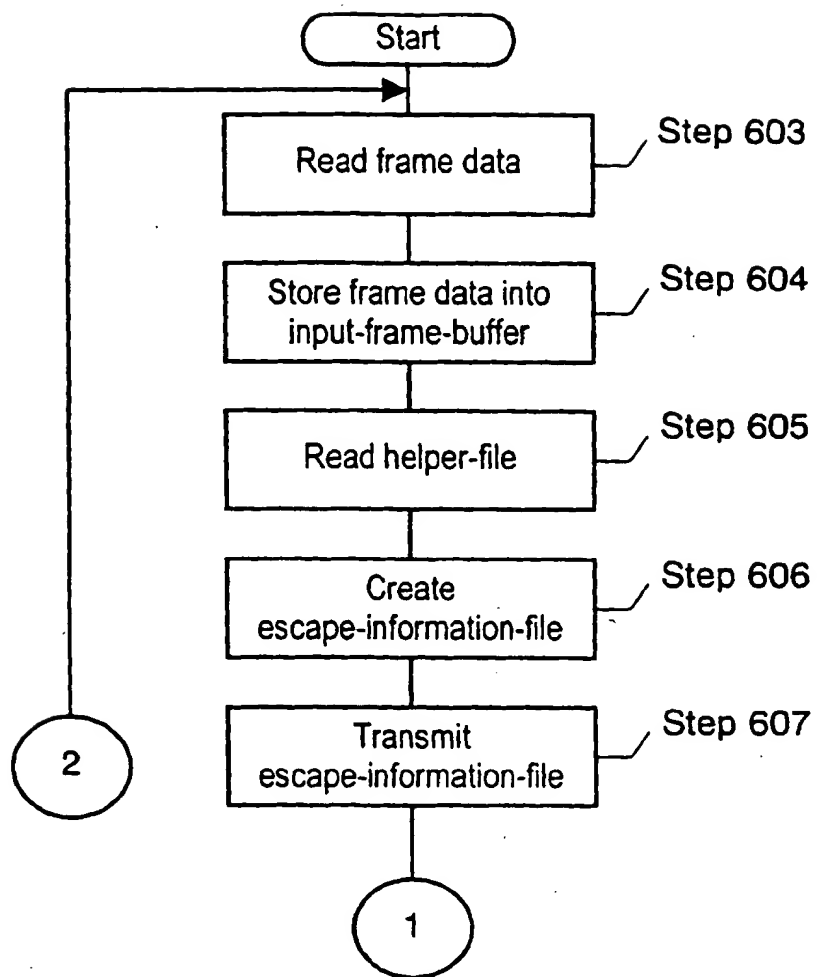 Start
Read frame data
Step 603
Store frame data into
input-frame-buffer
Step 604
Read helper-file
Step 605
Create
escape-information-file
Step 606
Transmit
escape-information-file
Step 607
2
1